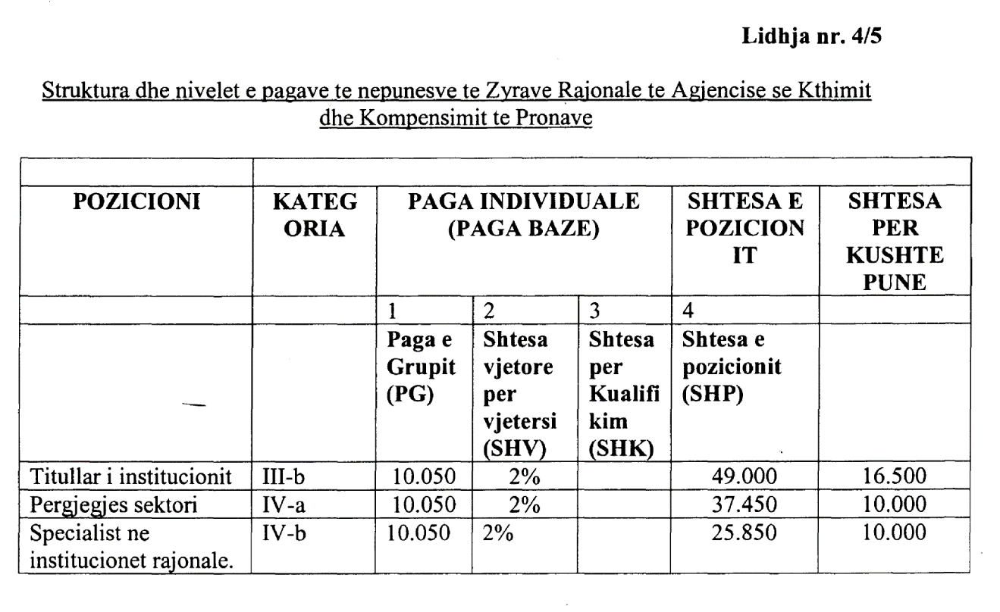 Lidhja nr. 4/5
Struktura dhe nivelet e pagave te nepunesve te Zyrave Rajonale te Agjencise se Kthimit
dhe Kompensimit te Pronave
POZICIONI
KATEG
ORIA
PAGA INDIVIDUALE
(PAGA BAZE)
SHTESA E
POZICION
IT
SHTESA
PER
KUSHTE
PUNE
1
2
3
4
Paga e
Grupit
(PG)
Shtesa
vjetore
per
vjetersi
(SHV)
Shtesa
per
Kualifi
kim
(SHK)
Shtesa e
pozicionit
(SHP)
Titullar i institucionit III-b 10.050 2% 49.000 16.500
Pergjegjes sektori IV-a 10.050 2% 37.450 10.000
Specialist ne IV-b 10.050 2% 25.850 10.000
institucionet rajonale.